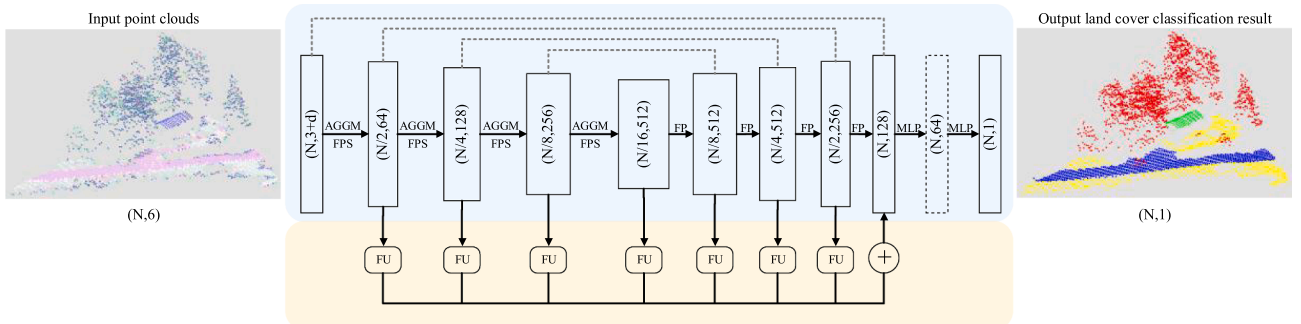 Input point clouds
Output land cover classification result
(N,3+d)
AGGM
FPS
(N/2,64)
AGGM
FPS
(N/4,128)
AGGM
FPS
(N/8,256)
AGGM
FPS
(N/16,512)
FP
(N/8,512)
FP
(N/4,512)
FP
(N/2,256)
FP
(N,128)
MLP
(N,64)
MLP
(N,1)
(N,6)
(N,1)
FU
FU
FU
FU
FU
FU
FU
+